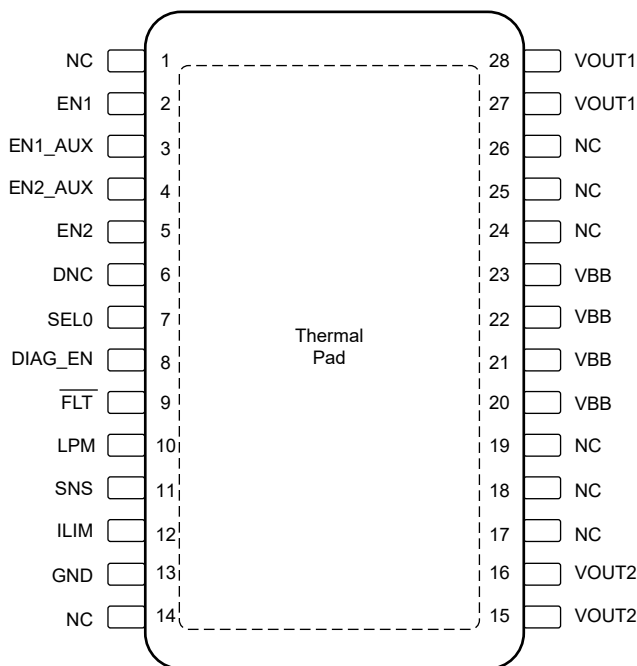 NC 1 28 VOUT1
EN1 2 27 VOUT1
EN1_AUX 3 26 NC
EN2_AUX 4 25 NC
EN2 5 24 NC
DNC 6 23 VBB
SEL0 7 22 VBB
Thermal
Pad
DIAG_EN 8 21 VBB
FLT 9 20 VBB
LPM 10 19 NC
SNS 11 18 NC
ILIM 12 17 NC
GND 13 16 VOUT2
NC 14 15 VOUT2